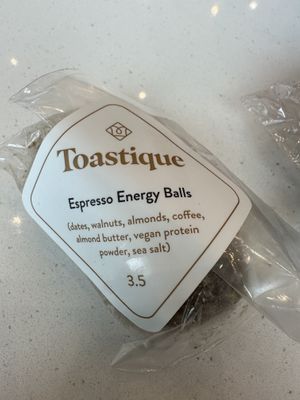 Toastique
Espresso Energy Balls
(dates, walnuts, almonds, coffee,
almond butter, vegan protein
powder, sea salt)
3.5